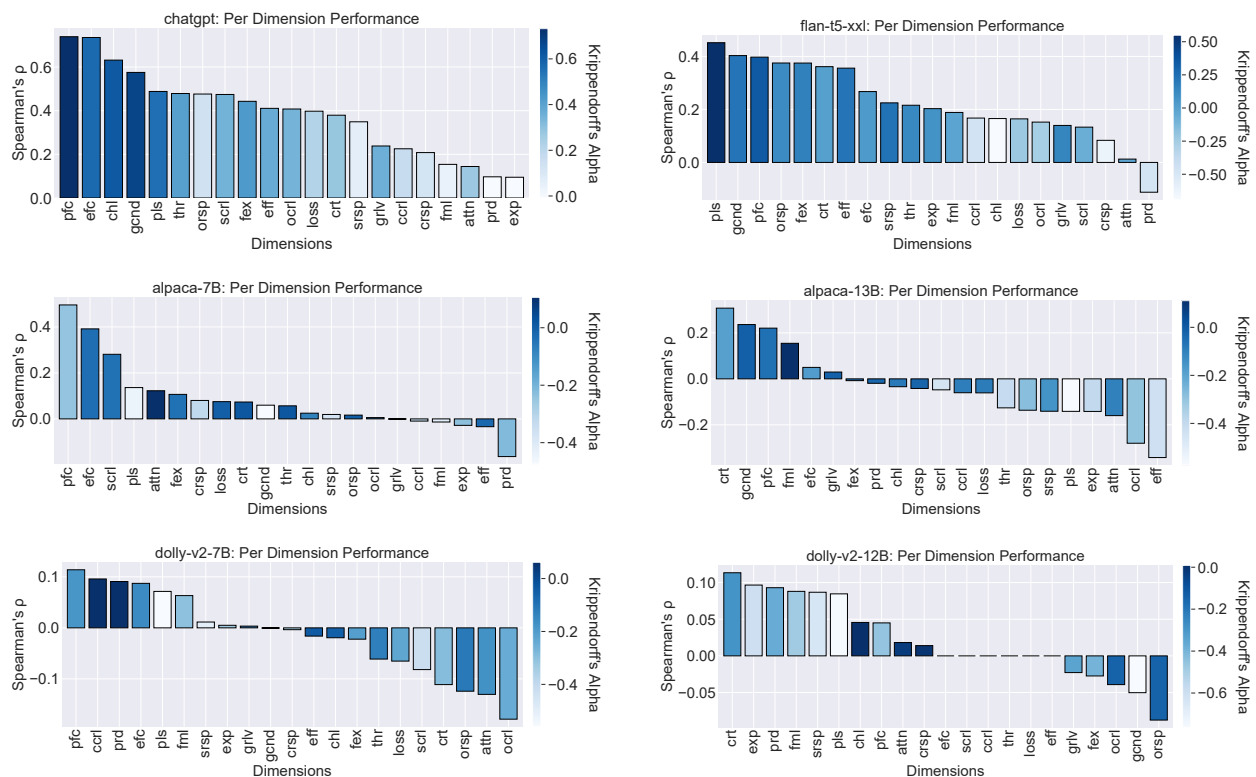 chatgpt: Per Dimension Performance
Spearman's ρ
0.6
0.4
0.2
0.0
pfc efc chl gcnd pls thr orsp scrl fex eff ocrl loss crt srsp grlv ccrl crsp fml attn prd exp
Dimensions
0.6
0.4
0.2
0.0
Krippendorff's Alpha
flan-t5-xxl: Per Dimension Performance
Spearman's ρ
0.4
0.2
0.0
pls gcnd pfc orsp fex crt eff efc srsp thr exp fml ccrl chl loss ocrl grlv scrl crsp attn prd
Dimensions
0.50
0.25
0.00
−0.25
−0.50
Krippendorff's Alpha
alpaca-7B: Per Dimension Performance
Spearman's ρ
0.4
0.2
0.0
pfc efc scrl pls attn fex crsp loss crt gcnd thr chl srsp orsp ocrl grlv ccrl fml exp eff prd
Dimensions
0.0
−0.2
−0.4
Krippendorff's Alpha
alpaca-13B: Per Dimension Performance
Spearman's ρ
0.2
0.0
−0.2
crt gcnd pfc fml efc grlv fex prd chl crsp scrl ccrl loss thr orsp srsp pls exp attn ocrl eff
Dimensions
0.0
−0.2
−0.4
Krippendorff's Alpha
dolly-v2-7B: Per Dimension Performance
Spearman's ρ
0.1
0.0
−0.1
pfc ccrl prd efc pls fml srsp exp grlv gcnd crsp eff chl fex thr loss scrl crt orsp attn ocrl
Dimensions
0.0
−0.2
−0.4
Krippendorff's Alpha
dolly-v2-12B: Per Dimension Performance
Spearman's ρ
0.10
0.05
0.00
−0.05
crt exp prd fml srsp pls chl pfc attn crsp efc scrl ccrl thr loss eff grlv fex ocrl gcnd orsp
Dimensions
0.0
−0.2
−0.4
−0.6
Krippendorff's Alpha